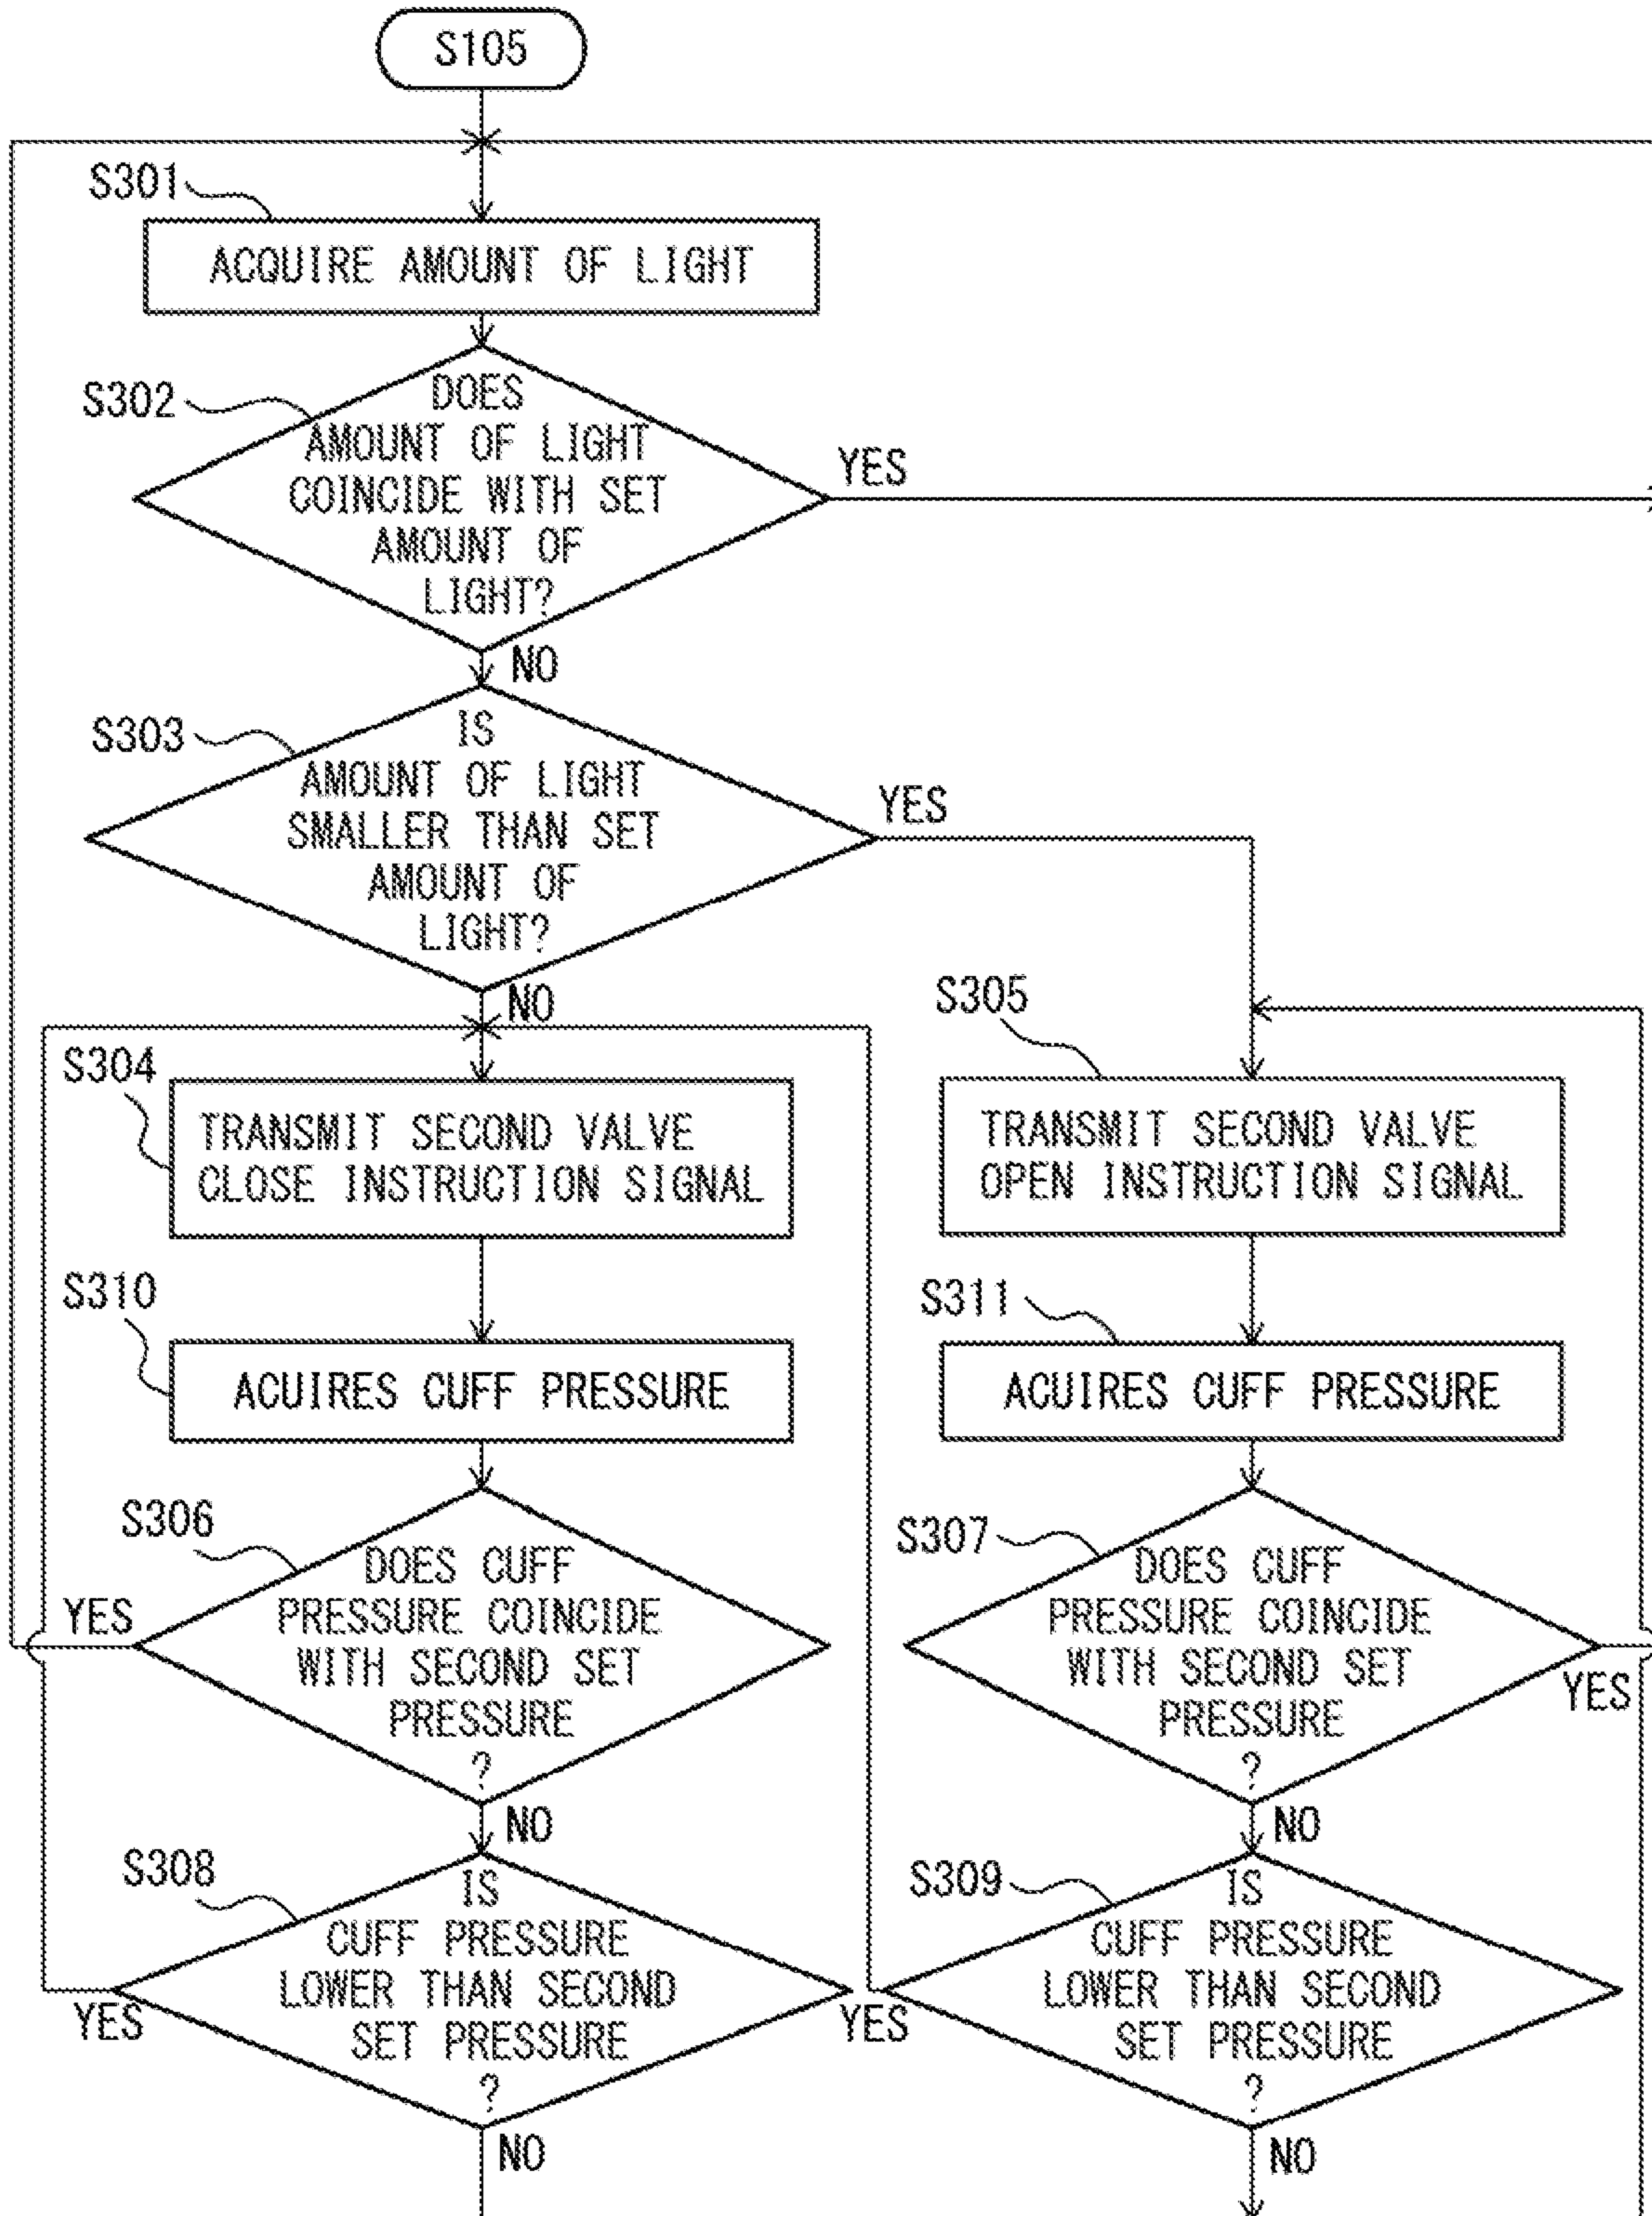 S105
S301
ACQUIRE AMOUNT OF LIGHT
S302
DOES
AMOUNT OF LIGHT
COINCIDE WITH SET
AMOUNT OF
LIGHT?
YES
NO
S303
IS
AMOUNT OF LIGHT
SMALLER THAN SET
AMOUNT OF
LIGHT?
YES
NO
S304
TRANSMIT SECOND VALVE
CLOSE INSTRUCTION SIGNAL
S305
TRANSMIT SECOND VALVE
OPEN INSTRUCTION SIGNAL
S310
ACUIRES CUFF PRESSURE
S311
ACUIRES CUFF PRESSURE
S306
DOES CUFF
PRESSURE COINCIDE
WITH SECOND SET
PRESSURE
?
YES
NO
S307
DOES CUFF
PRESSURE COINCIDE
WITH SECOND SET
PRESSURE
?
YES
NO
S308
IS
CUFF PRESSURE
LOWER THAN SECOND
SET PRESSURE
?
YES
NO
S309
IS
CUFF PRESSURE
LOWER THAN SECOND
SET PRESSURE
?
YES
NO